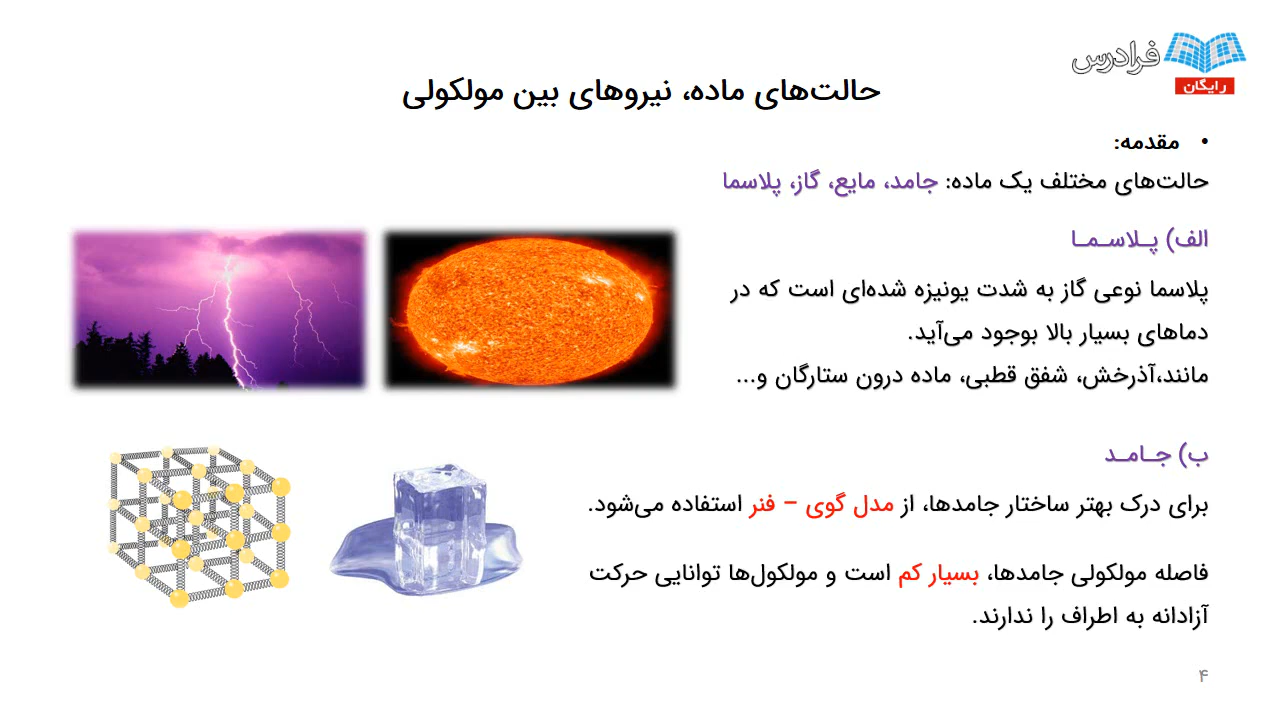 فرادرس
رایگان
حالت‌های ماده، نیروهای بین مولکولی
• مقدمه:
حالت‌های مختلف یک ماده: جامد، مایع، گاز، پلاسما
الف) پـلاسـمـا
پلاسما نوعی گاز به شدت یونیزه شده‌ای است که در
دماهای بسیار بالا بوجود می‌آید.
مانند،آذرخش، شفق قطبی، ماده درون ستارگان و...
ب) جـامـد
برای درک بهتر ساختار جامدها، از مدل گوی – فنر استفاده می‌شود.
فاصله مولکولی جامدها، بسیار کم است و مولکول‌ها توانایی حرکت
آزادانه به اطراف را ندارند.
۴